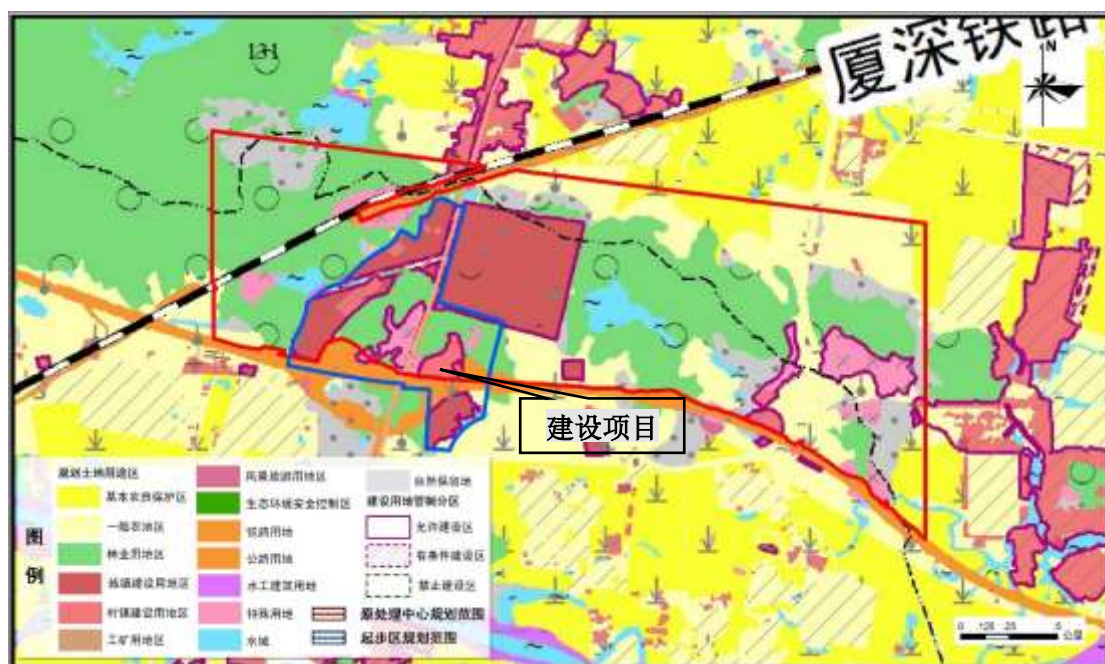 厦深铁路
N
131
建设项目
图例
规划土地用途区
基本农田保护区
一般农地区
林业用地区
城镇建设用地区
村镇建设用地区
工矿用地区
风景旅游用地区
生态环境安全控制区
铁路用地
公路用地
水工建筑用地
特殊用地
水域
自然保留地
建设用地管制分区
允许建设区
有条件建设区
禁止建设区
原处理中心规划范围
起步区规划范围
公里